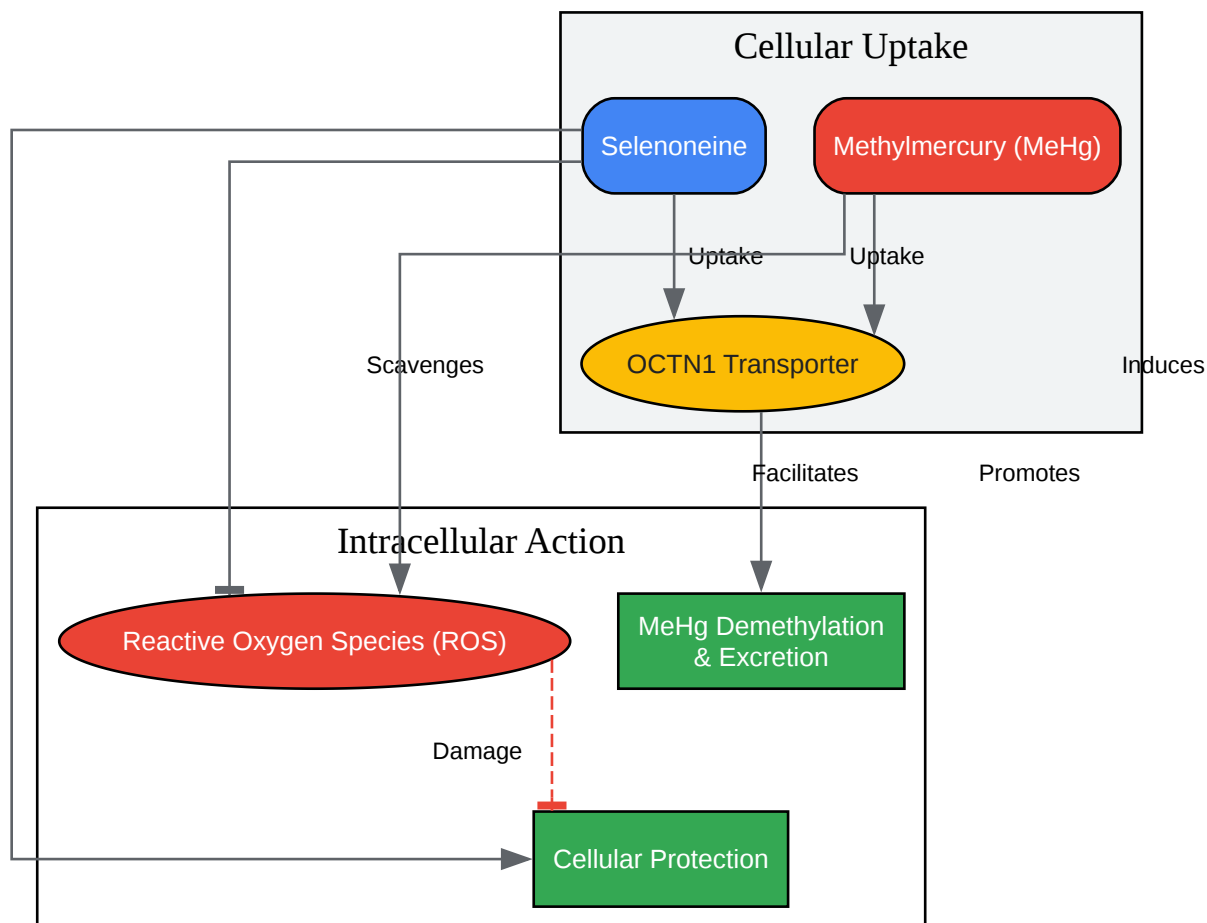 Cellular Uptake
Selenoneine
Methylmercury (MeHg)
Uptake
Uptake
Scavenges
OCTN1 Transporter
Induces
Facilitates
Promotes
Intracellular Action
Reactive Oxygen Species (ROS)
MeHg Demethylation
& Excretion
Damage
Cellular Protection